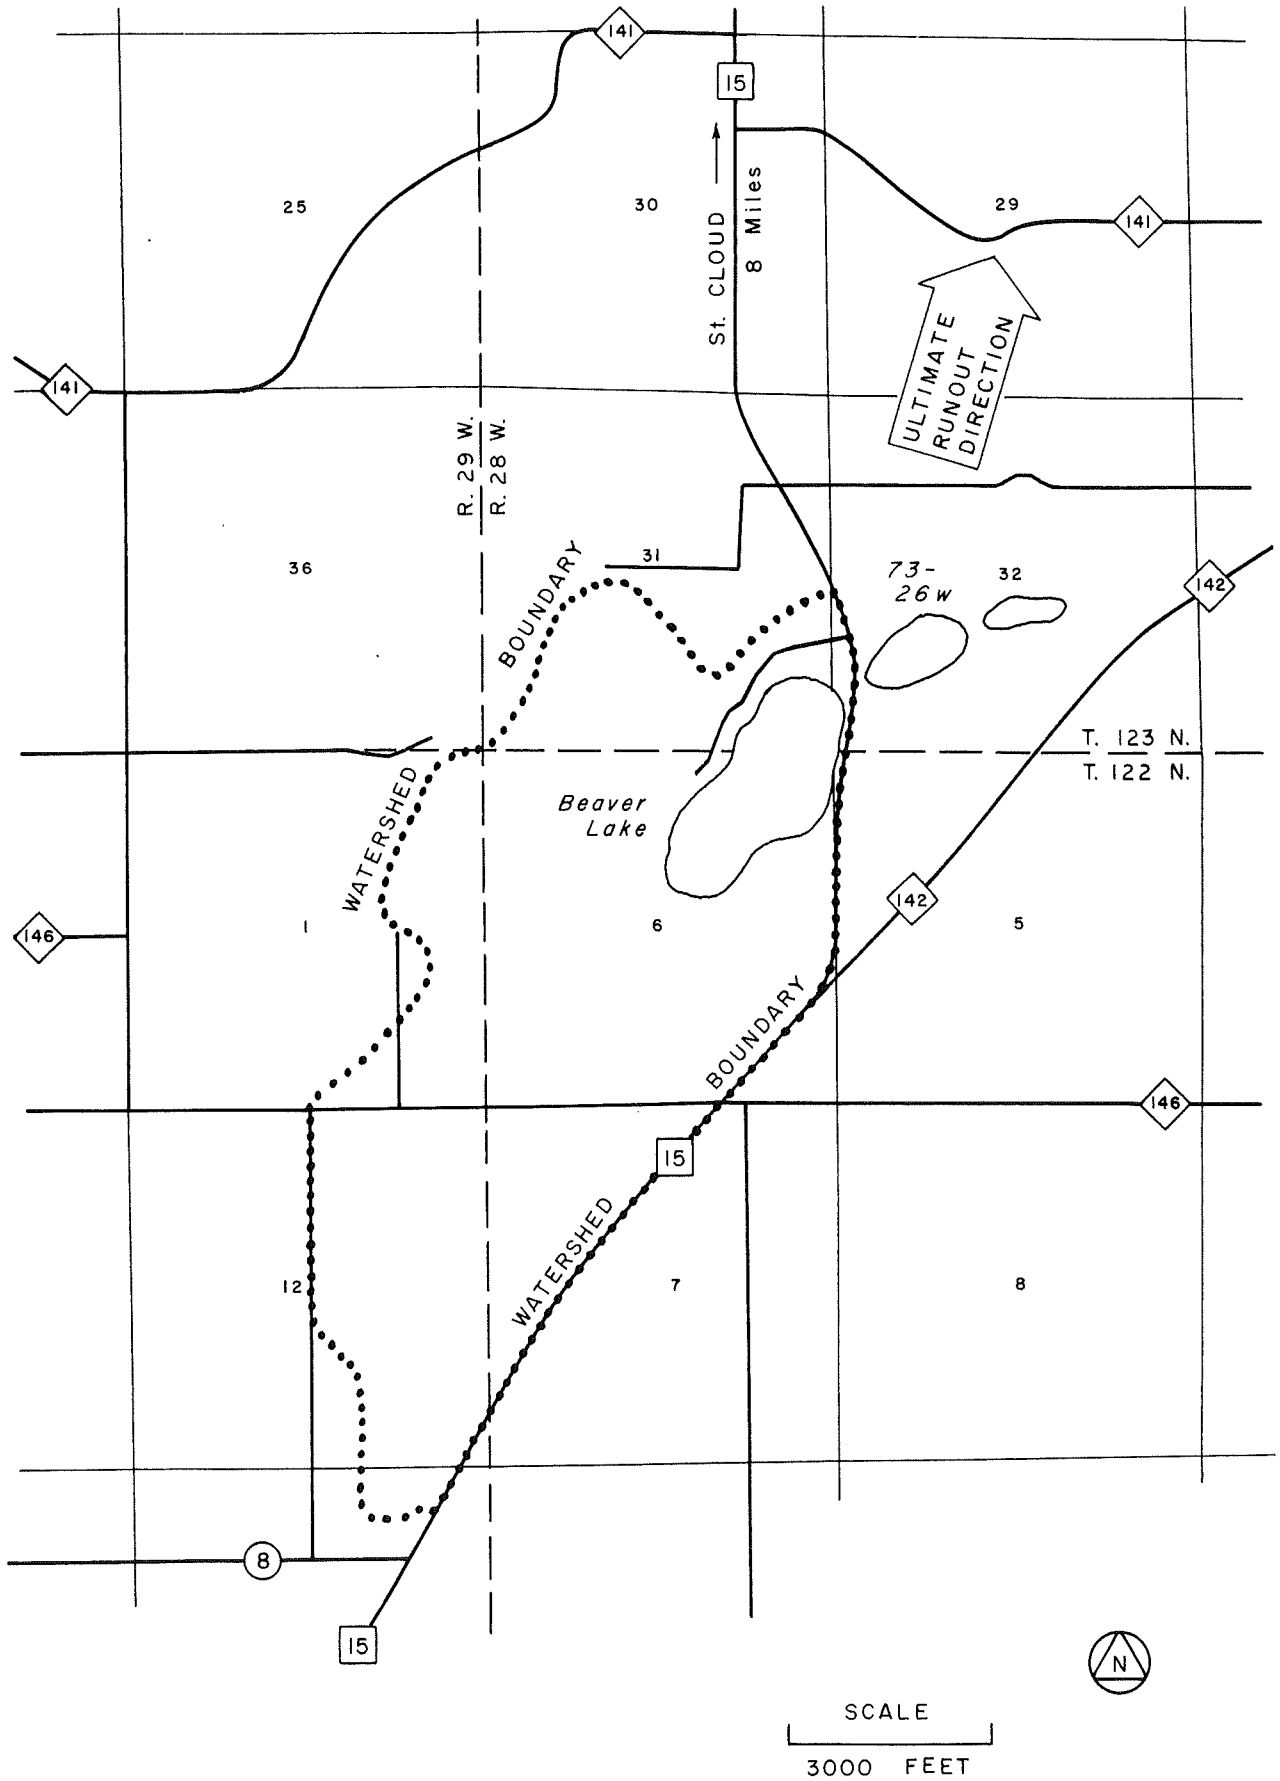 141
15
St. CLOUD
8 Miles
25
30
29
141
141
ULTIMATE
RUNOUT
DIRECTION
R. 29 W.
R. 28 W.
36
BOUNDARY
31
73-
26w
32
142
T. 123 N.
T. 122 N.
WATERSHED
Beaver
Lake
142
146
1
6
5
BOUNDARY
146
15
WATERSHED
12
7
8
8
15
N
SCALE
3000 FEET